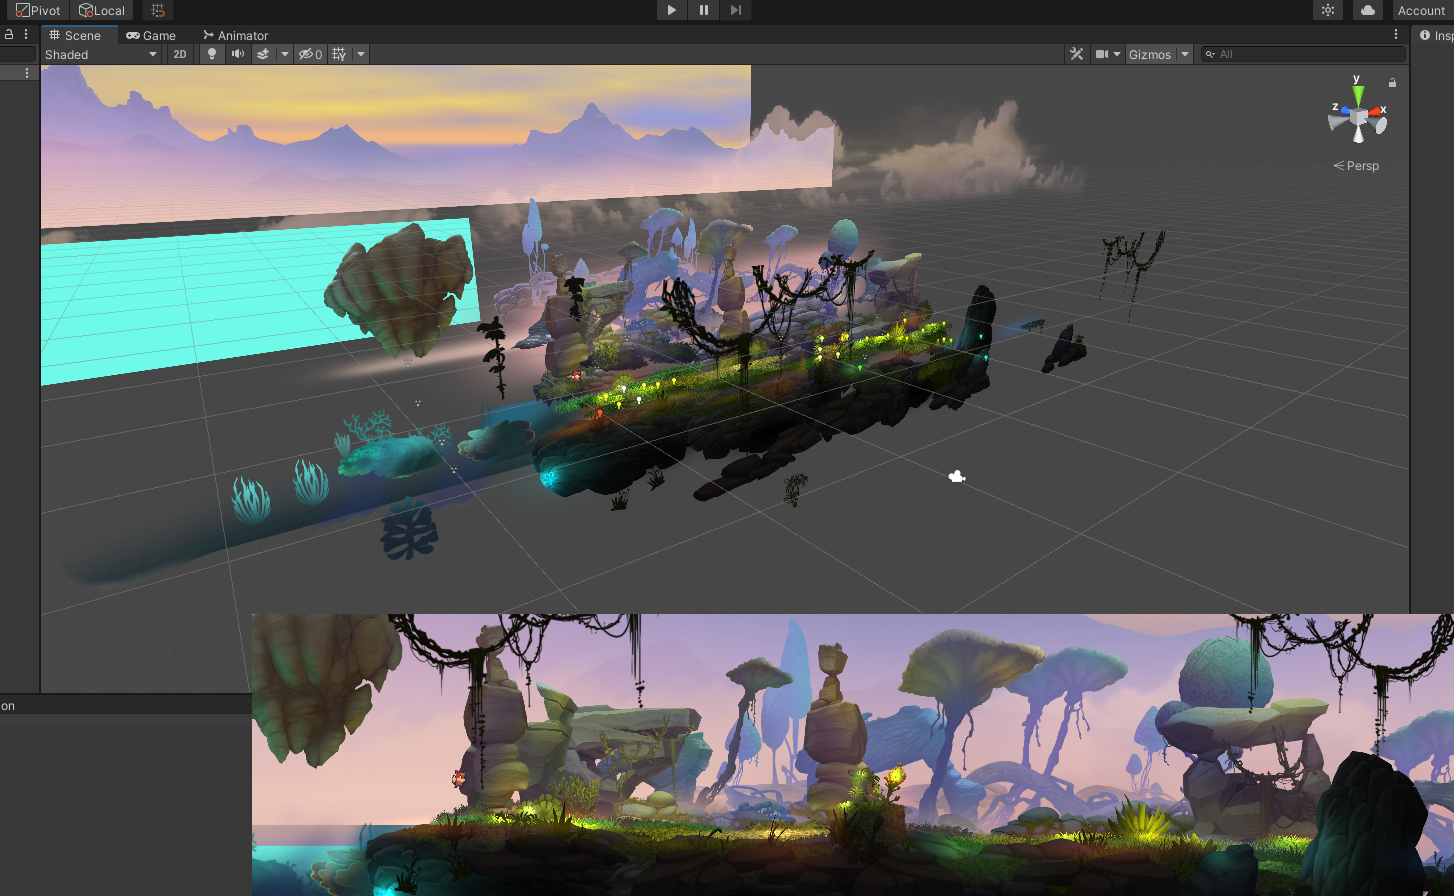 Pivot Local Account
Scene Game Animator Insp
Shaded 2D 0 Gizmos All
y
z x
Persp
on